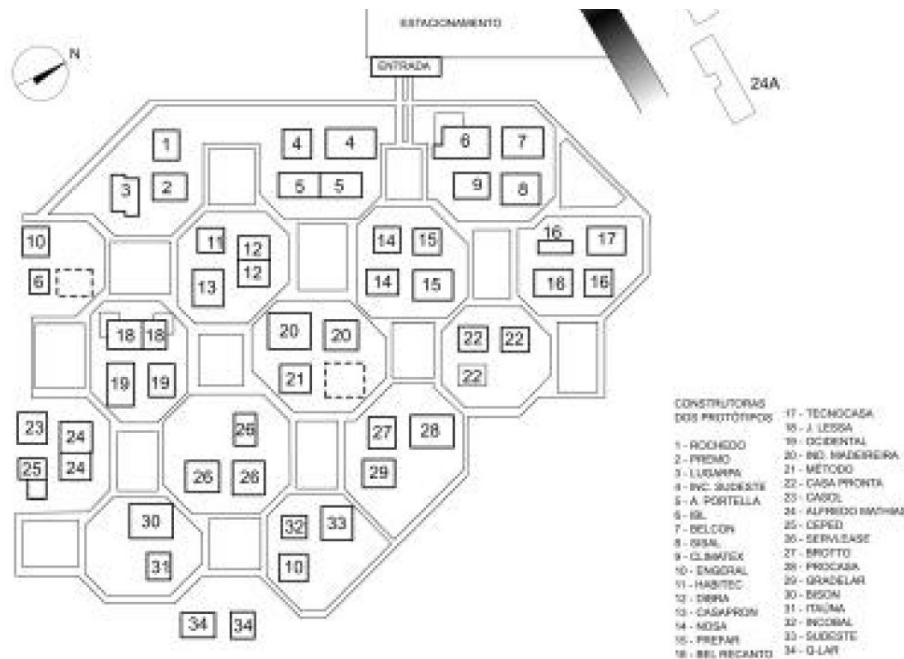 ESTACIONAMENTO
ENTRADA
N
24A
1
4
4
6
7
3
2
5
5
9
8
10
11
12
14
15
16
17
6
13
12
14
15
16
16
18
18
20
20
22
22
19
19
21
22
23
24
26
27
28
25
24
26
26
29
30
32
33
31
10
34
34
CONSTRUTORAS
DOS PROTÓTIPOS
1 - ROCHEDO
2 - PREMO
3 - LUGARPA
4 - INC. SUDESTE
5 - A. PORTELLA
6 - IBL
7 - BELCON
8 - SISAL
9 - CLIMATEX
10 - ENGERAL
11 - HABITEC
12 - DIBRA
13 - CASAPRON
14 - NOSA
15 - PREPAR
16 - BEL RECANTO
17 - TECNOCASA
18 - J. LESSA
19 - OCIDENTAL
20 - IND. MADEIREIRA
21 - MÉTODO
22 - CASA PRONTA
23 - CASOL
24 - ALFREDO MATHIAS
25 - CEPED
26 - SERVLEASE
27 - BROTTO
28 - PROCASA
29 - GRADELAR
30 - BISON
31 - ITAÚNA
32 - INCOBAL
33 - SUDESTE
34 - Q-LAR